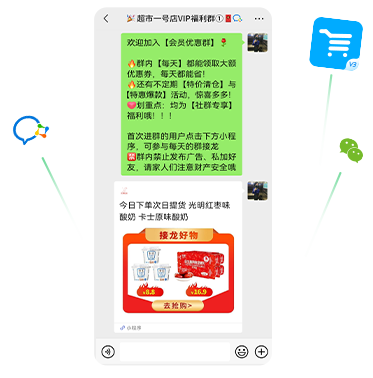 🎉超市一号店VIP福利群①
欢迎加入【会员优惠群】🌹
🔥群内【每天】都能领取大额
优惠券，每天都能省！
🔥还有不定期【特价清仓】与
【特惠爆款】活动，惊喜多多！
❤划重点：均为【社群专享】
福利哦！！！
首次进群的用户点击下方小程
序，可参与每天的群接龙
🈲群内禁止发布广告、私加好
友，请家人们注意财产安全哦
今日下单次日提货 光明红枣味
酸奶 卡士原味酸奶
接龙好物
¥8.8
¥16.9
去抢购>
小程序
V3